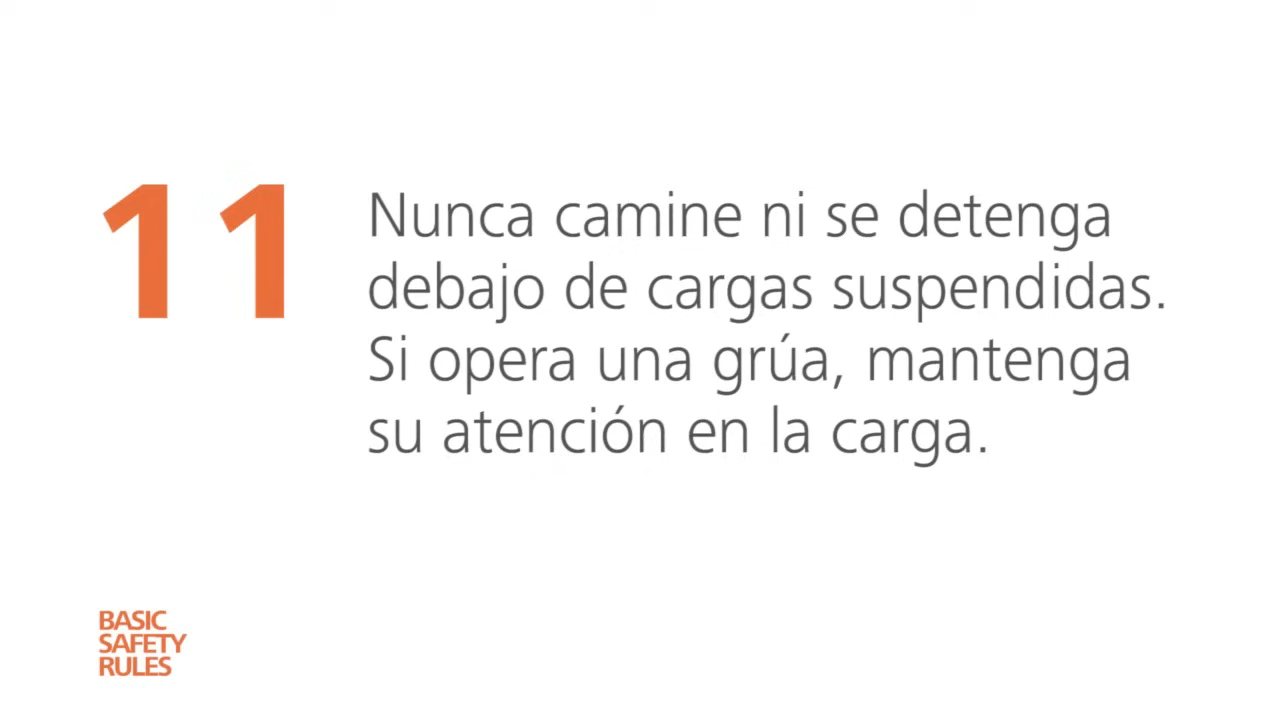 11
Nunca camine ni se detenga
debajo de cargas suspendidas.
Si opera una grúa, mantenga
su atención en la carga.
BASIC
SAFETY
RULES